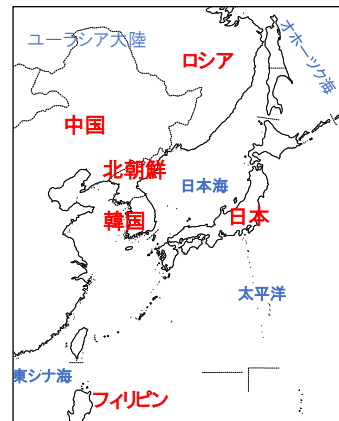 ユーラシア大陸
ロシア
オホーツク海
中国
北朝鮮
日本海
韓国
日本
太平洋
東シナ海
フィリピン